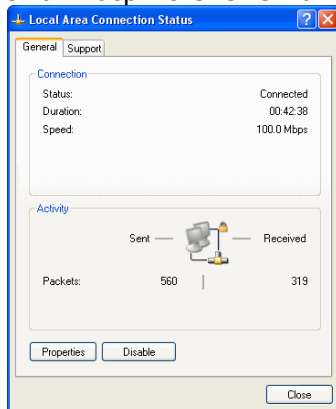 Local Area Connection Status
General Support
Connection
Status: Connected
Duration: 00:42:38
Speed: 100.0 Mbps
Activity
Sent — — Received
Packets: 560 | 319
Properties Disable
Close